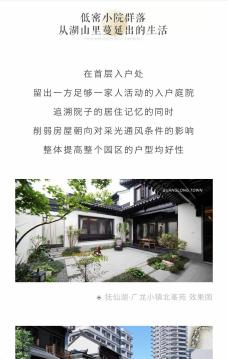 低密小院群落
从湖山里蔓延出的生活
在首层入户处
留出一方足够一家人活动的入户庭院
追溯院子的居住记忆的同时
削弱房屋朝向对采光通风条件的影响
整体提高整个园区的户型均好性
GUANGLONG TOWN
抚仙湖·广龙小镇北菴苑 效果图